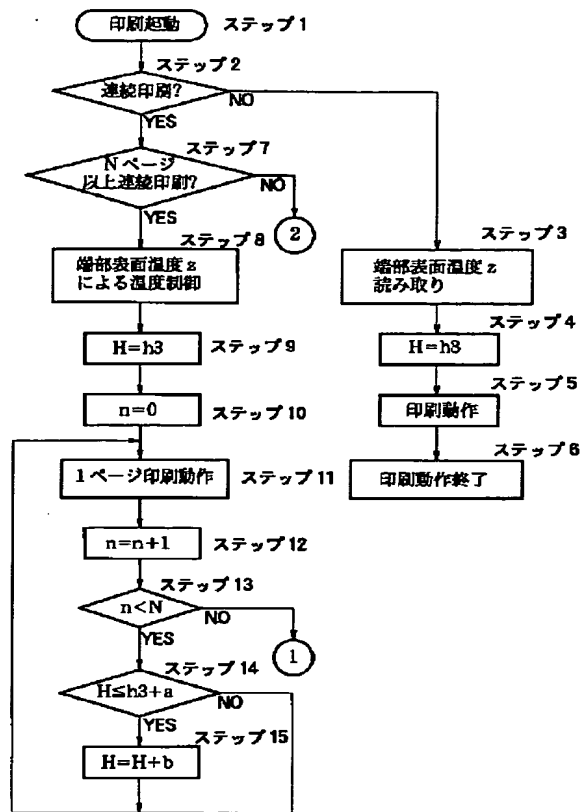 印刷起動
ステップ1
ステップ2
連続印刷?
NO
YES
ステップ7
Nページ
以上連続印刷?
NO
YES
2
ステップ8
端部表面温度z
による温度制御
ステップ3
端部表面温度z
読み取り
ステップ4
H=h3
ステップ9
H=h3
ステップ5
n=0
ステップ10
印刷動作
ステップ6
1ページ印刷動作
ステップ11
印刷動作終了
n=n+1
ステップ12
ステップ13
n<N
NO
YES
1
ステップ14
H≦h3+a
NO
YES
ステップ15
H=H+b